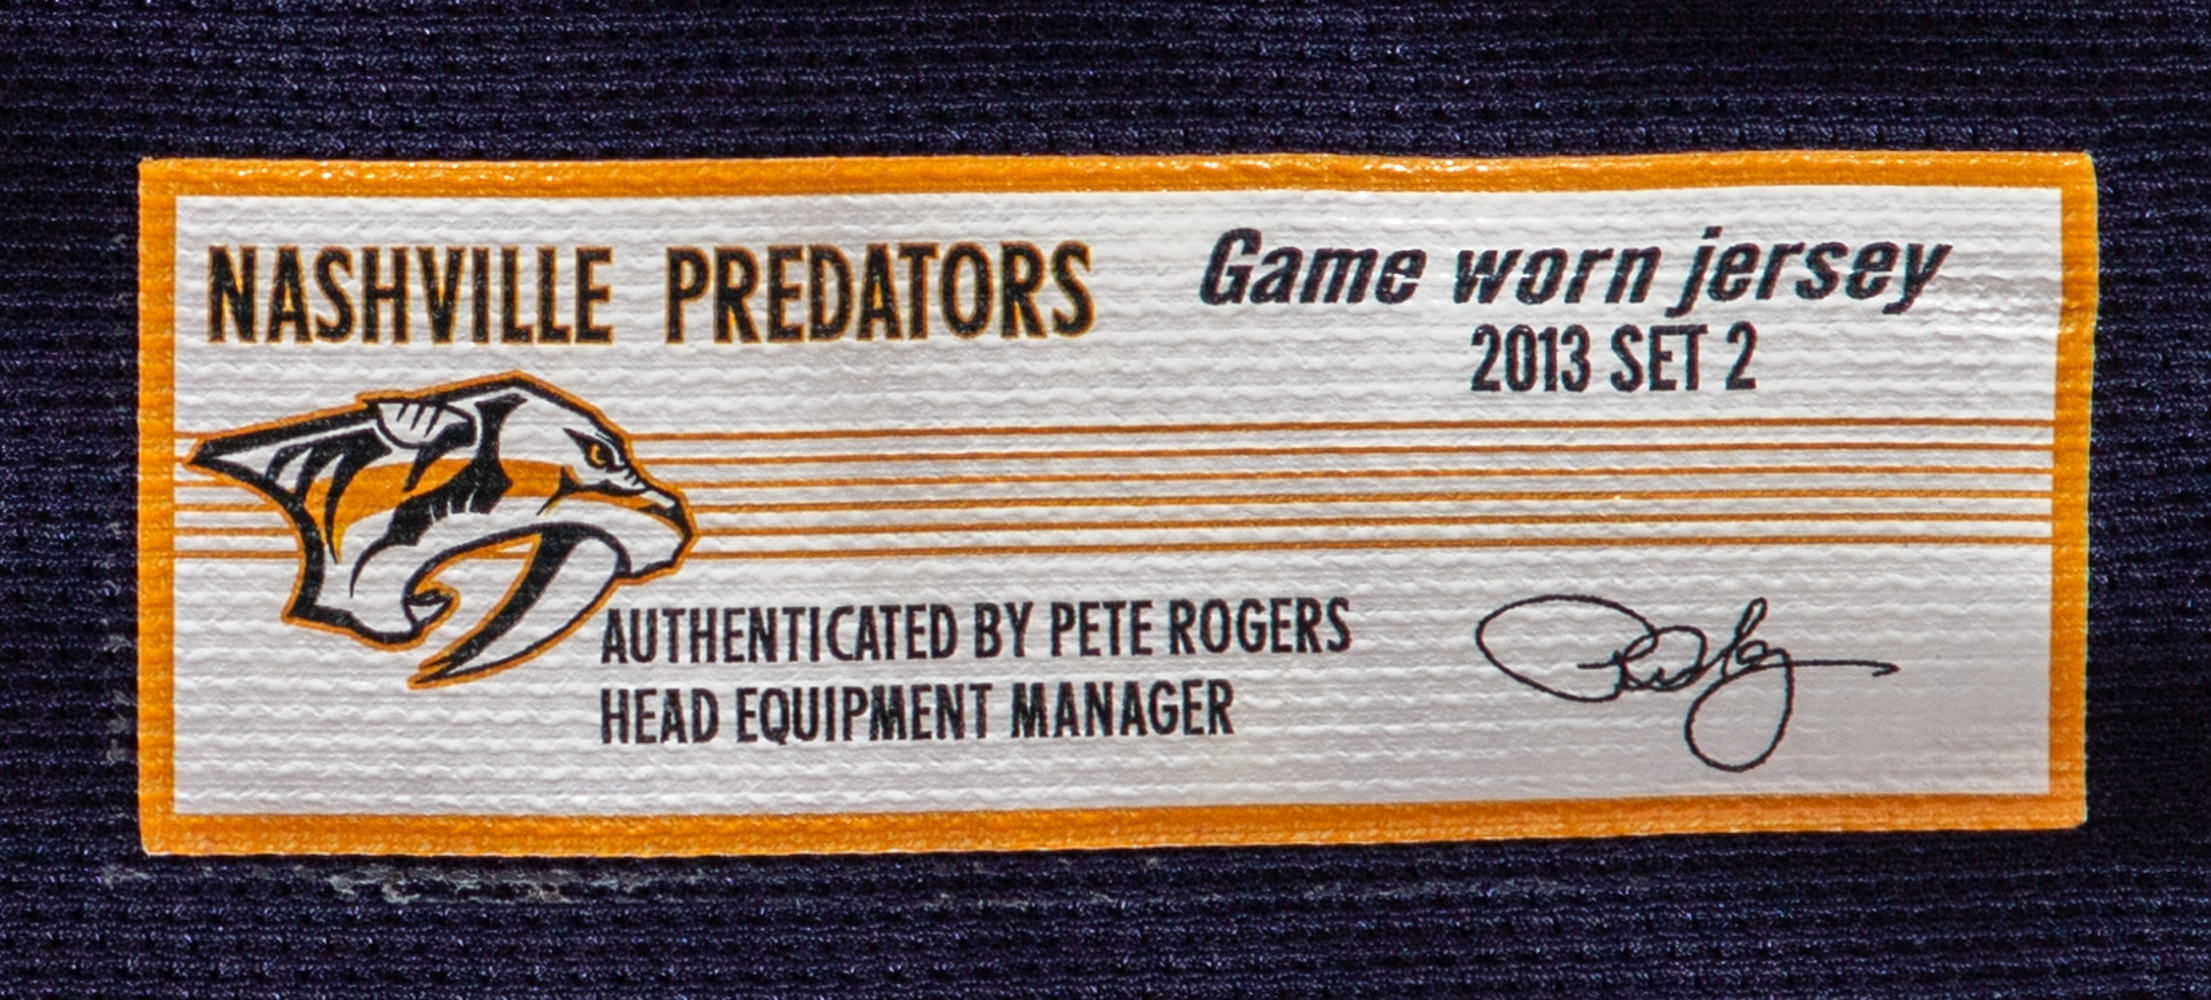 NASHVILLE PREDATORS
Game worn jersey
2013 SET 2
AUTHENTICATED BY PETE ROGERS
HEAD EQUIPMENT MANAGER